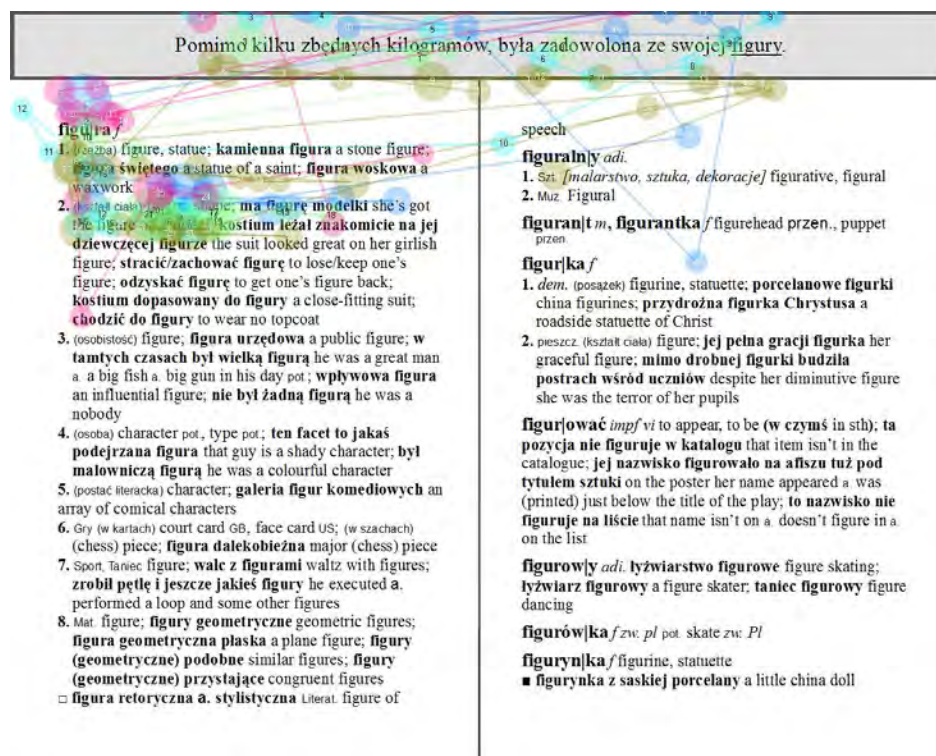 Pomimo kilku zbędnych kilogramów, była zadowolona ze swojej figury.
figu|ra f
1. (rzeźba) figure, statue; kamienna figura a stone figure;
figura świętego a statue of a saint; figura woskowa a
waxwork
2. (kształt ciała) ma figurę modelki she's got
the figure kostium leżał znakomicie na jej
dziewczęcej figurze the suit looked great on her girlish
figure; stracić/zachować figurę to lose/keep one's
figure; odzyskać figurę to get one's figure back;
kostium dopasowany do figury a close-fitting suit;
chodzić do figury to wear no topcoat
3. (osobistość) figure; figura urzędowa a public figure; w
tamtych czasach był wielką figurą he was a great man
a. a big fish a. big gun in his day pot.; wpływowa figura
an influential figure; nie był żadną figurą he was a
nobody
4. (osoba) character pot., type pot.; ten facet to jakaś
podejrzana figura that guy is a shady character; był
malowniczą figurą he was a colourful character
5. (postać literacka) character; galeria figur komediowych an
array of comical characters
6. Gry (w kartach) court card GB, face card US; (w szachach)
(chess) piece; figura dalekobieżna major (chess) piece
7. Sport, Taniec figure; walc z figurami waltz with figures;
zrobił pętlę i jeszcze jakieś figury he executed a.
performed a loop and some other figures
8. Mat. figure; figury geometryczne geometric figures;
figura geometryczna płaska a plane figure; figury
(geometryczne) podobne similar figures; figury
(geometryczne) przystające congruent figures
□ figura retoryczna a. stylistyczna Literat. figure of
speech
figuraln|y adi.
1. Szt. [malarstwo, sztuka, dekoracje] figurative, figural
2. Muz. Figural
figuran|t m, figurantka f figurehead przen., puppet
przen.
figur|ka f
1. dem. (posążek) figurine, statuette; porcelanowe figurki
china figurines; przydrożna figurka Chrystusa a
roadside statuette of Christ
2. pieszcz. (kształt ciała) figure; jej pełna gracji figurka her
graceful figure; mimo drobnej figurki budziła
postrach wśród uczniów despite her diminutive figure
she was the terror of her pupils
figur|ować impf vi to appear, to be (w czymś in sth); ta
pozycja nie figuruje w katalogu that item isn't in the
catalogue; jej nazwisko figurowało na afiszu tuż pod
tytułem sztuki on the poster her name appeared a. was
(printed) just below the title of the play; to nazwisko nie
figuruje na liście that name isn't on a. doesn't figure in a.
on the list
figurow|y adi. łyżwiarstwo figurowe figure skating;
łyżwiarz figurowy a figure skater; taniec figurowy figure
dancing
figurów|ka f zw. pl pot. skate zw. Pl
figuryn|ka f figurine, statuette
■ figurynka z saskiej porcelany a little china doll